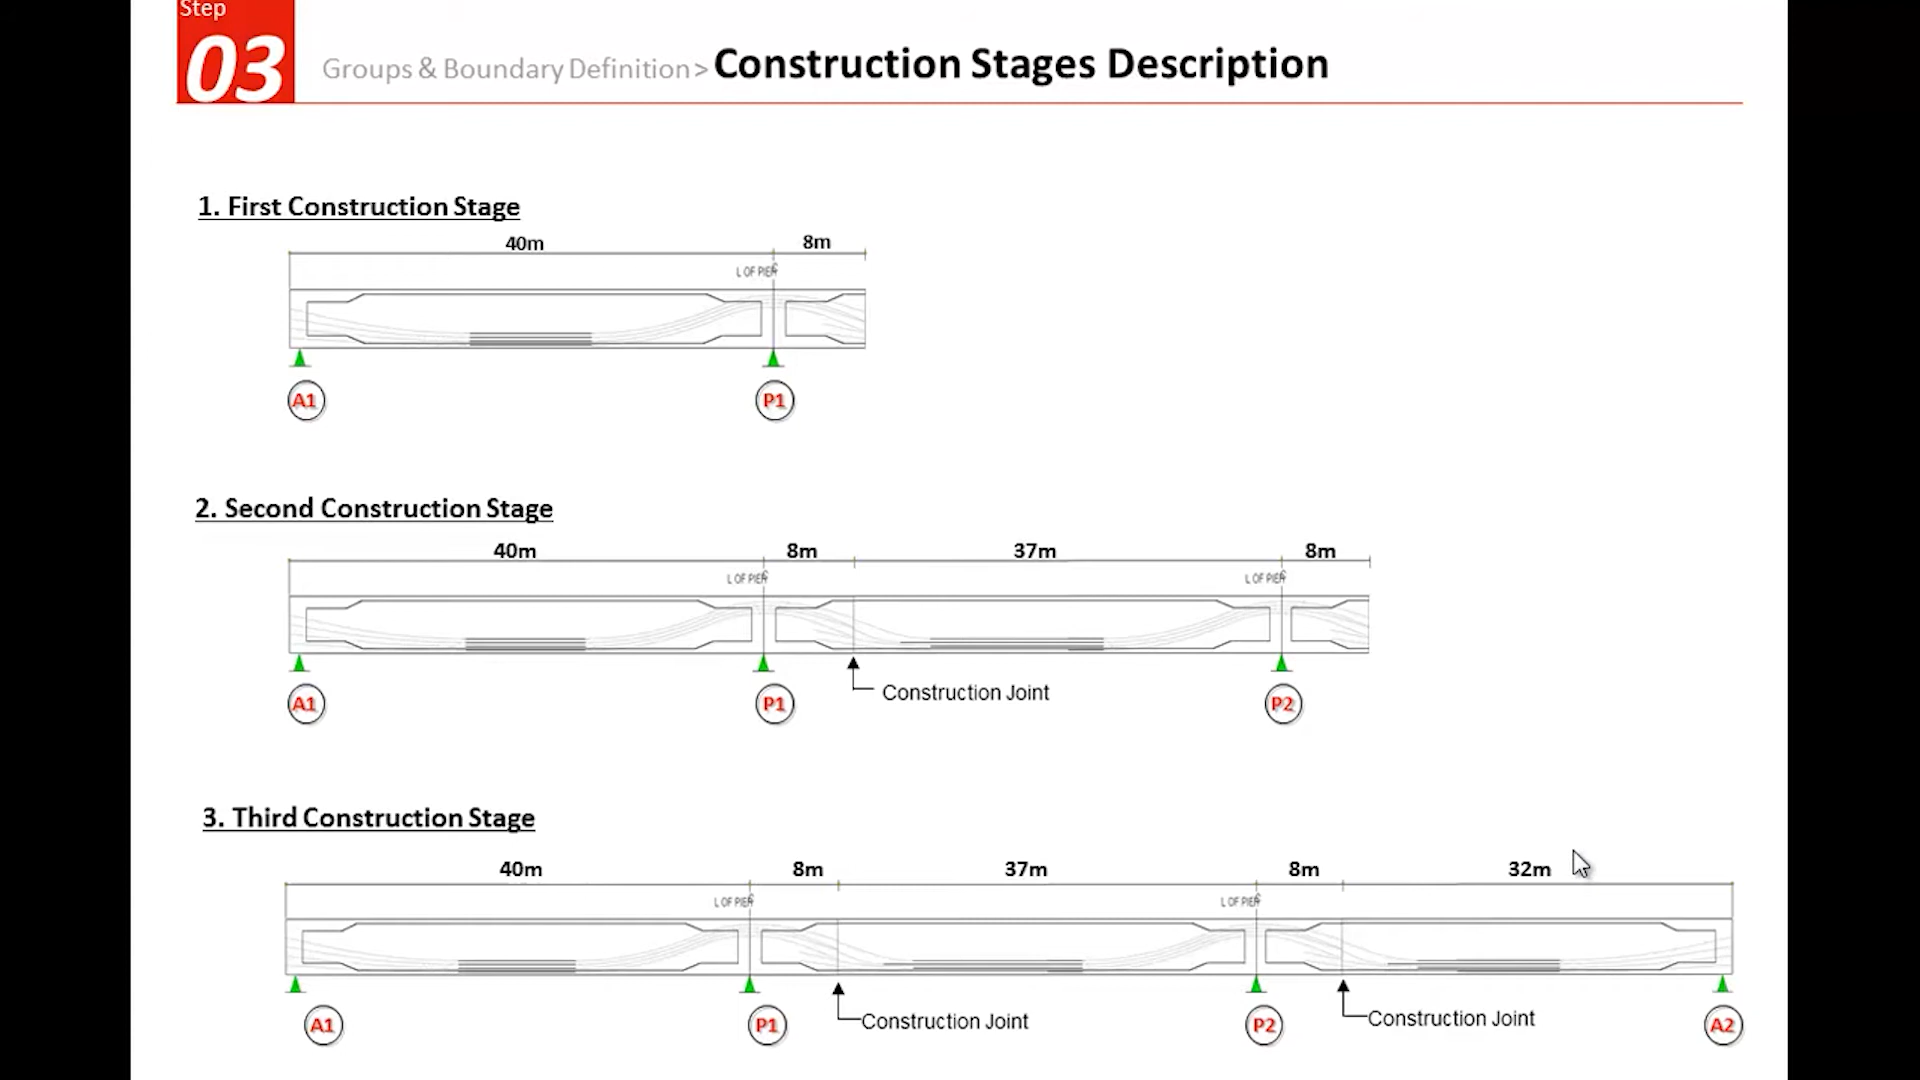 Step
03
Groups & Boundary Definition > Construction Stages Description
1. First Construction Stage
40m 8m
L OF PIER
A1 P1
2. Second Construction Stage
40m 8m 37m 8m
L OF PIER L OF PIER
Construction Joint
A1 P1 P2
3. Third Construction Stage
40m 8m 37m 8m 32m
L OF PIER L OF PIER
Construction Joint Construction Joint
A1 P1 P2 A2